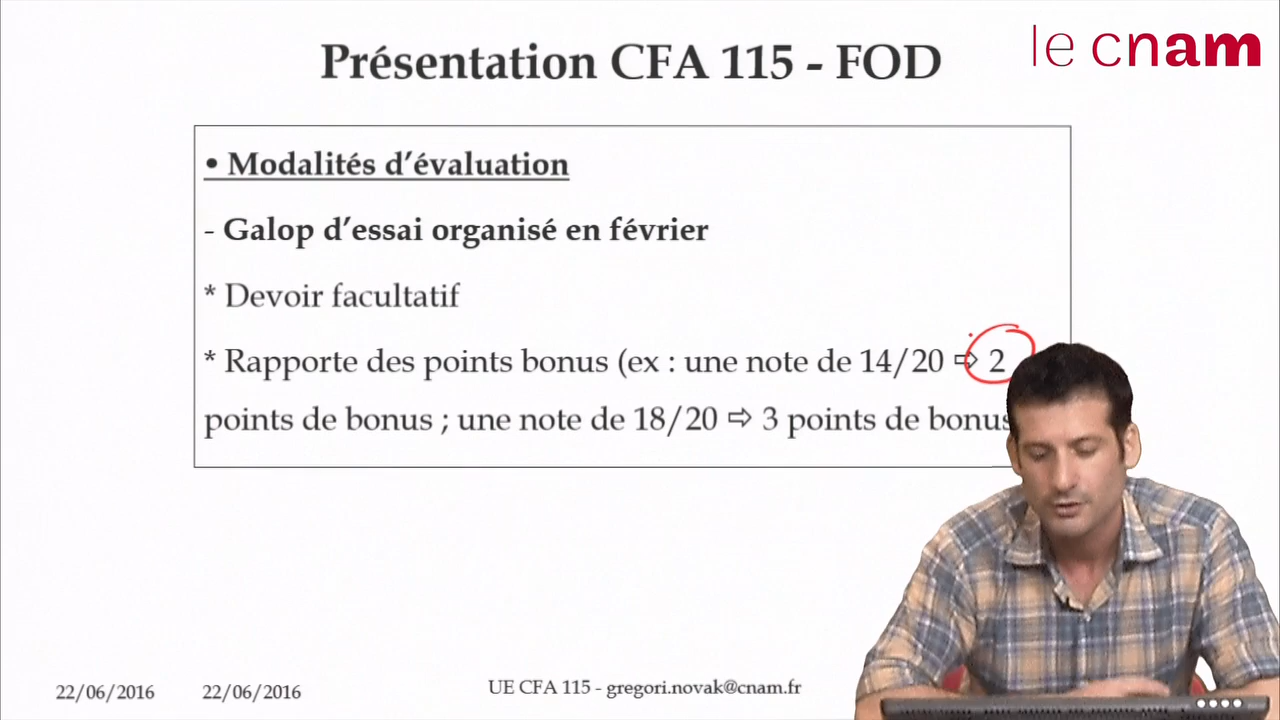 Présentation CFA 115 - FOD
le cnam
• Modalités d'évaluation
- Galop d'essai organisé en février
* Devoir facultatif
* Rapporte des points bonus (ex : une note de 14/20 ⇨ 2
points de bonus ; une note de 18/20 ⇨ 3 points de bonus
22/06/2016
22/06/2016
UE CFA 115 - gregori.novak@cnam.fr